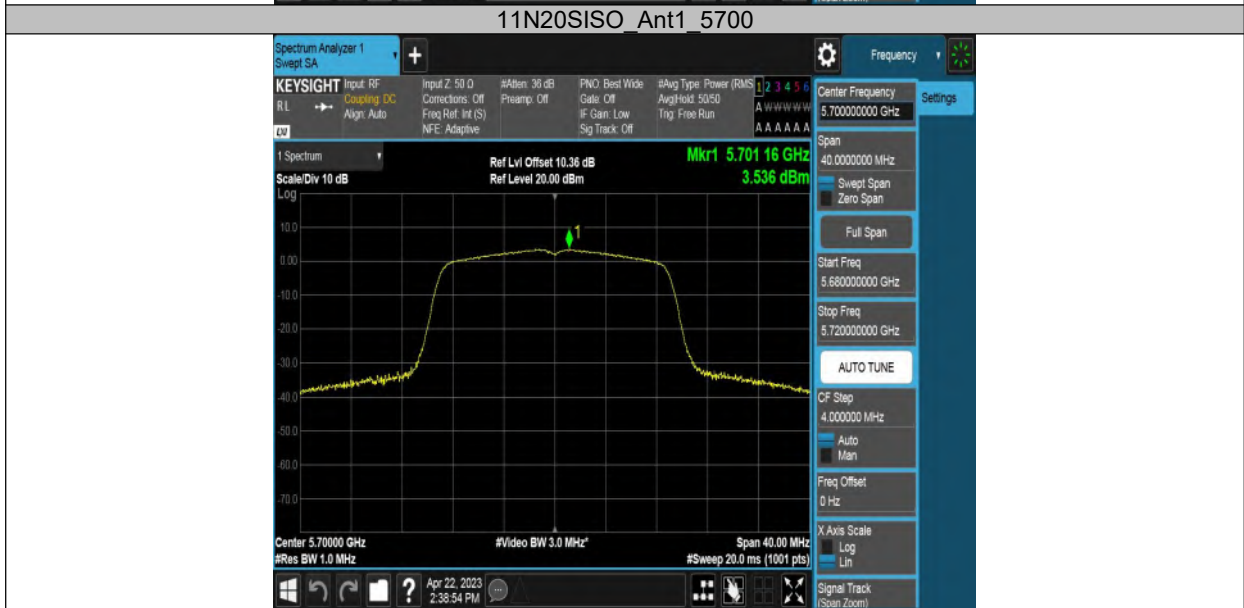 (Span Zoom)
11N20SISO_Ant1_5700
Spectrum Analyzer 1
Swept SA
Frequency
KEYSIGHT
R L
LXI
Input: RF
Coupling: DC
Align: Auto
Input Z: 50 Ω
Corrections: Off
Freq Ref: Int (S)
NFE: Adaptive
#Atten: 36 dB
Preamp: Off
PNO: Best Wide
Gate: Off
IF Gain: Low
Sig Track: Off
#Avg Type: Power (RMS
Avg|Hold: 50/50
Trig: Free Run
1 2 3 4 5 6
A W W W W W
A A A A A A
Center Frequency
5.700000000 GHz
Settings
1 Spectrum
Scale/Div 10 dB
Log
Ref Lvl Offset 10.36 dB
Ref Level 20.00 dBm
Mkr1 5.701 16 GHz
3.536 dBm
Span
40.0000000 MHz
Swept Span
Zero Span
Full Span
Start Freq
5.680000000 GHz
Stop Freq
5.720000000 GHz
AUTO TUNE
CF Step
4.000000 MHz
Auto
Man
Freq Offset
0 Hz
X Axis Scale
Log
Lin
Signal Track
(Span Zoom)
1
10.0
0.00
-10.0
-20.0
-30.0
-40.0
-50.0
-60.0
-70.0
Center 5.70000 GHz
#Res BW 1.0 MHz
#Video BW 3.0 MHz*
Span 40.00 MHz
#Sweep 20.0 ms (1001 pts)
?
Apr 22, 2023
2:38:54 PM